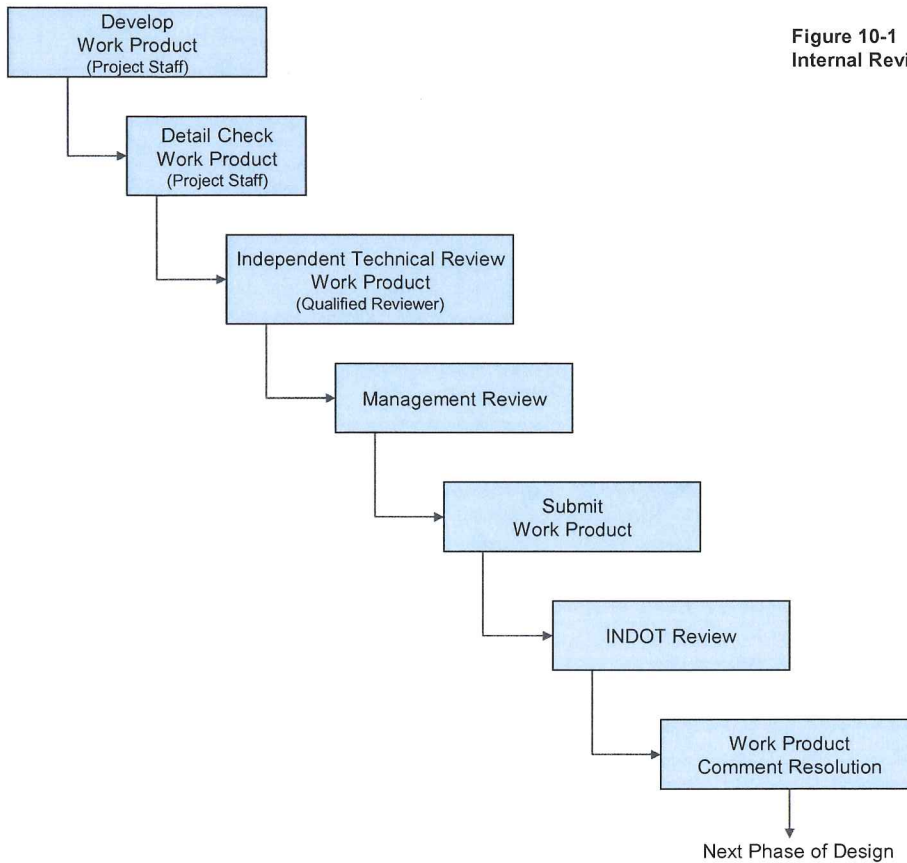 Figure 10-1
Internal
Develop
Work Product
(Project Staff)
Detail Check
Work Product
(Project Staff)
Independent Technical Review
Work Product
(Qualified Reviewer)
Management Review
Submit
Work Product
INDOT Review
Work Product
Comment Resolution
Next Phase of Design